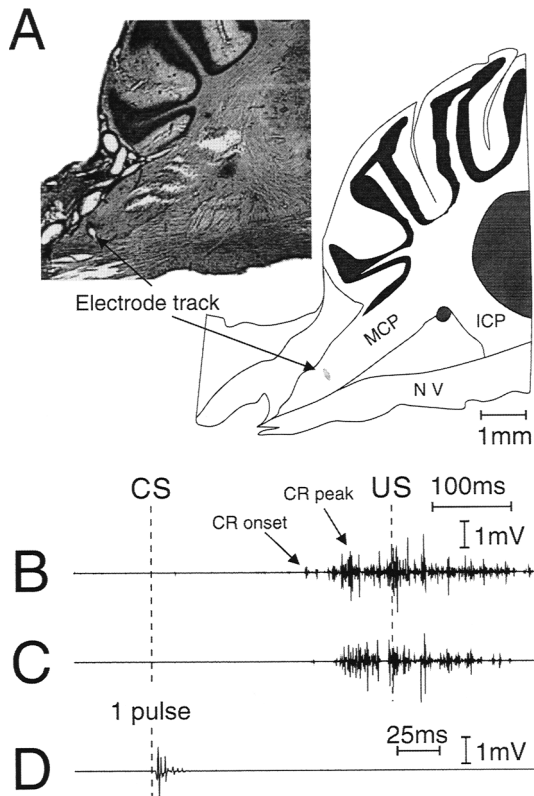 A
Electrode track
MCP
ICP
N V
1mm
CS
US
100ms
CR peak
CR onset
1mV
B
C
1 pulse
25ms
1mV
D